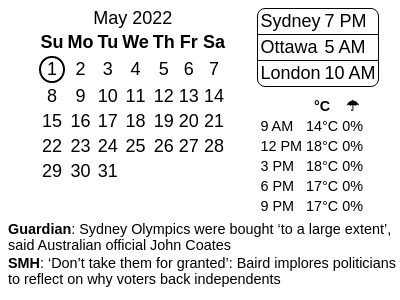 May 2022
Su Mo Tu We Th Fr Sa
1 2 3 4 5 6 7
8 9 10 11 12 13 14
15 16 17 18 19 20 21
22 23 24 25 26 27 28
29 30 31
Sydney 7 PM
Ottawa 5 AM
London 10 AM
°C ☂
9 AM 14°C 0%
12 PM 18°C 0%
3 PM 18°C 0%
6 PM 17°C 0%
9 PM 17°C 0%
Guardian: Sydney Olympics were bought ‘to a large extent’,
said Australian official John Coates
SMH: ‘Don’t take them for granted’: Baird implores politicians
to reflect on why voters back independents